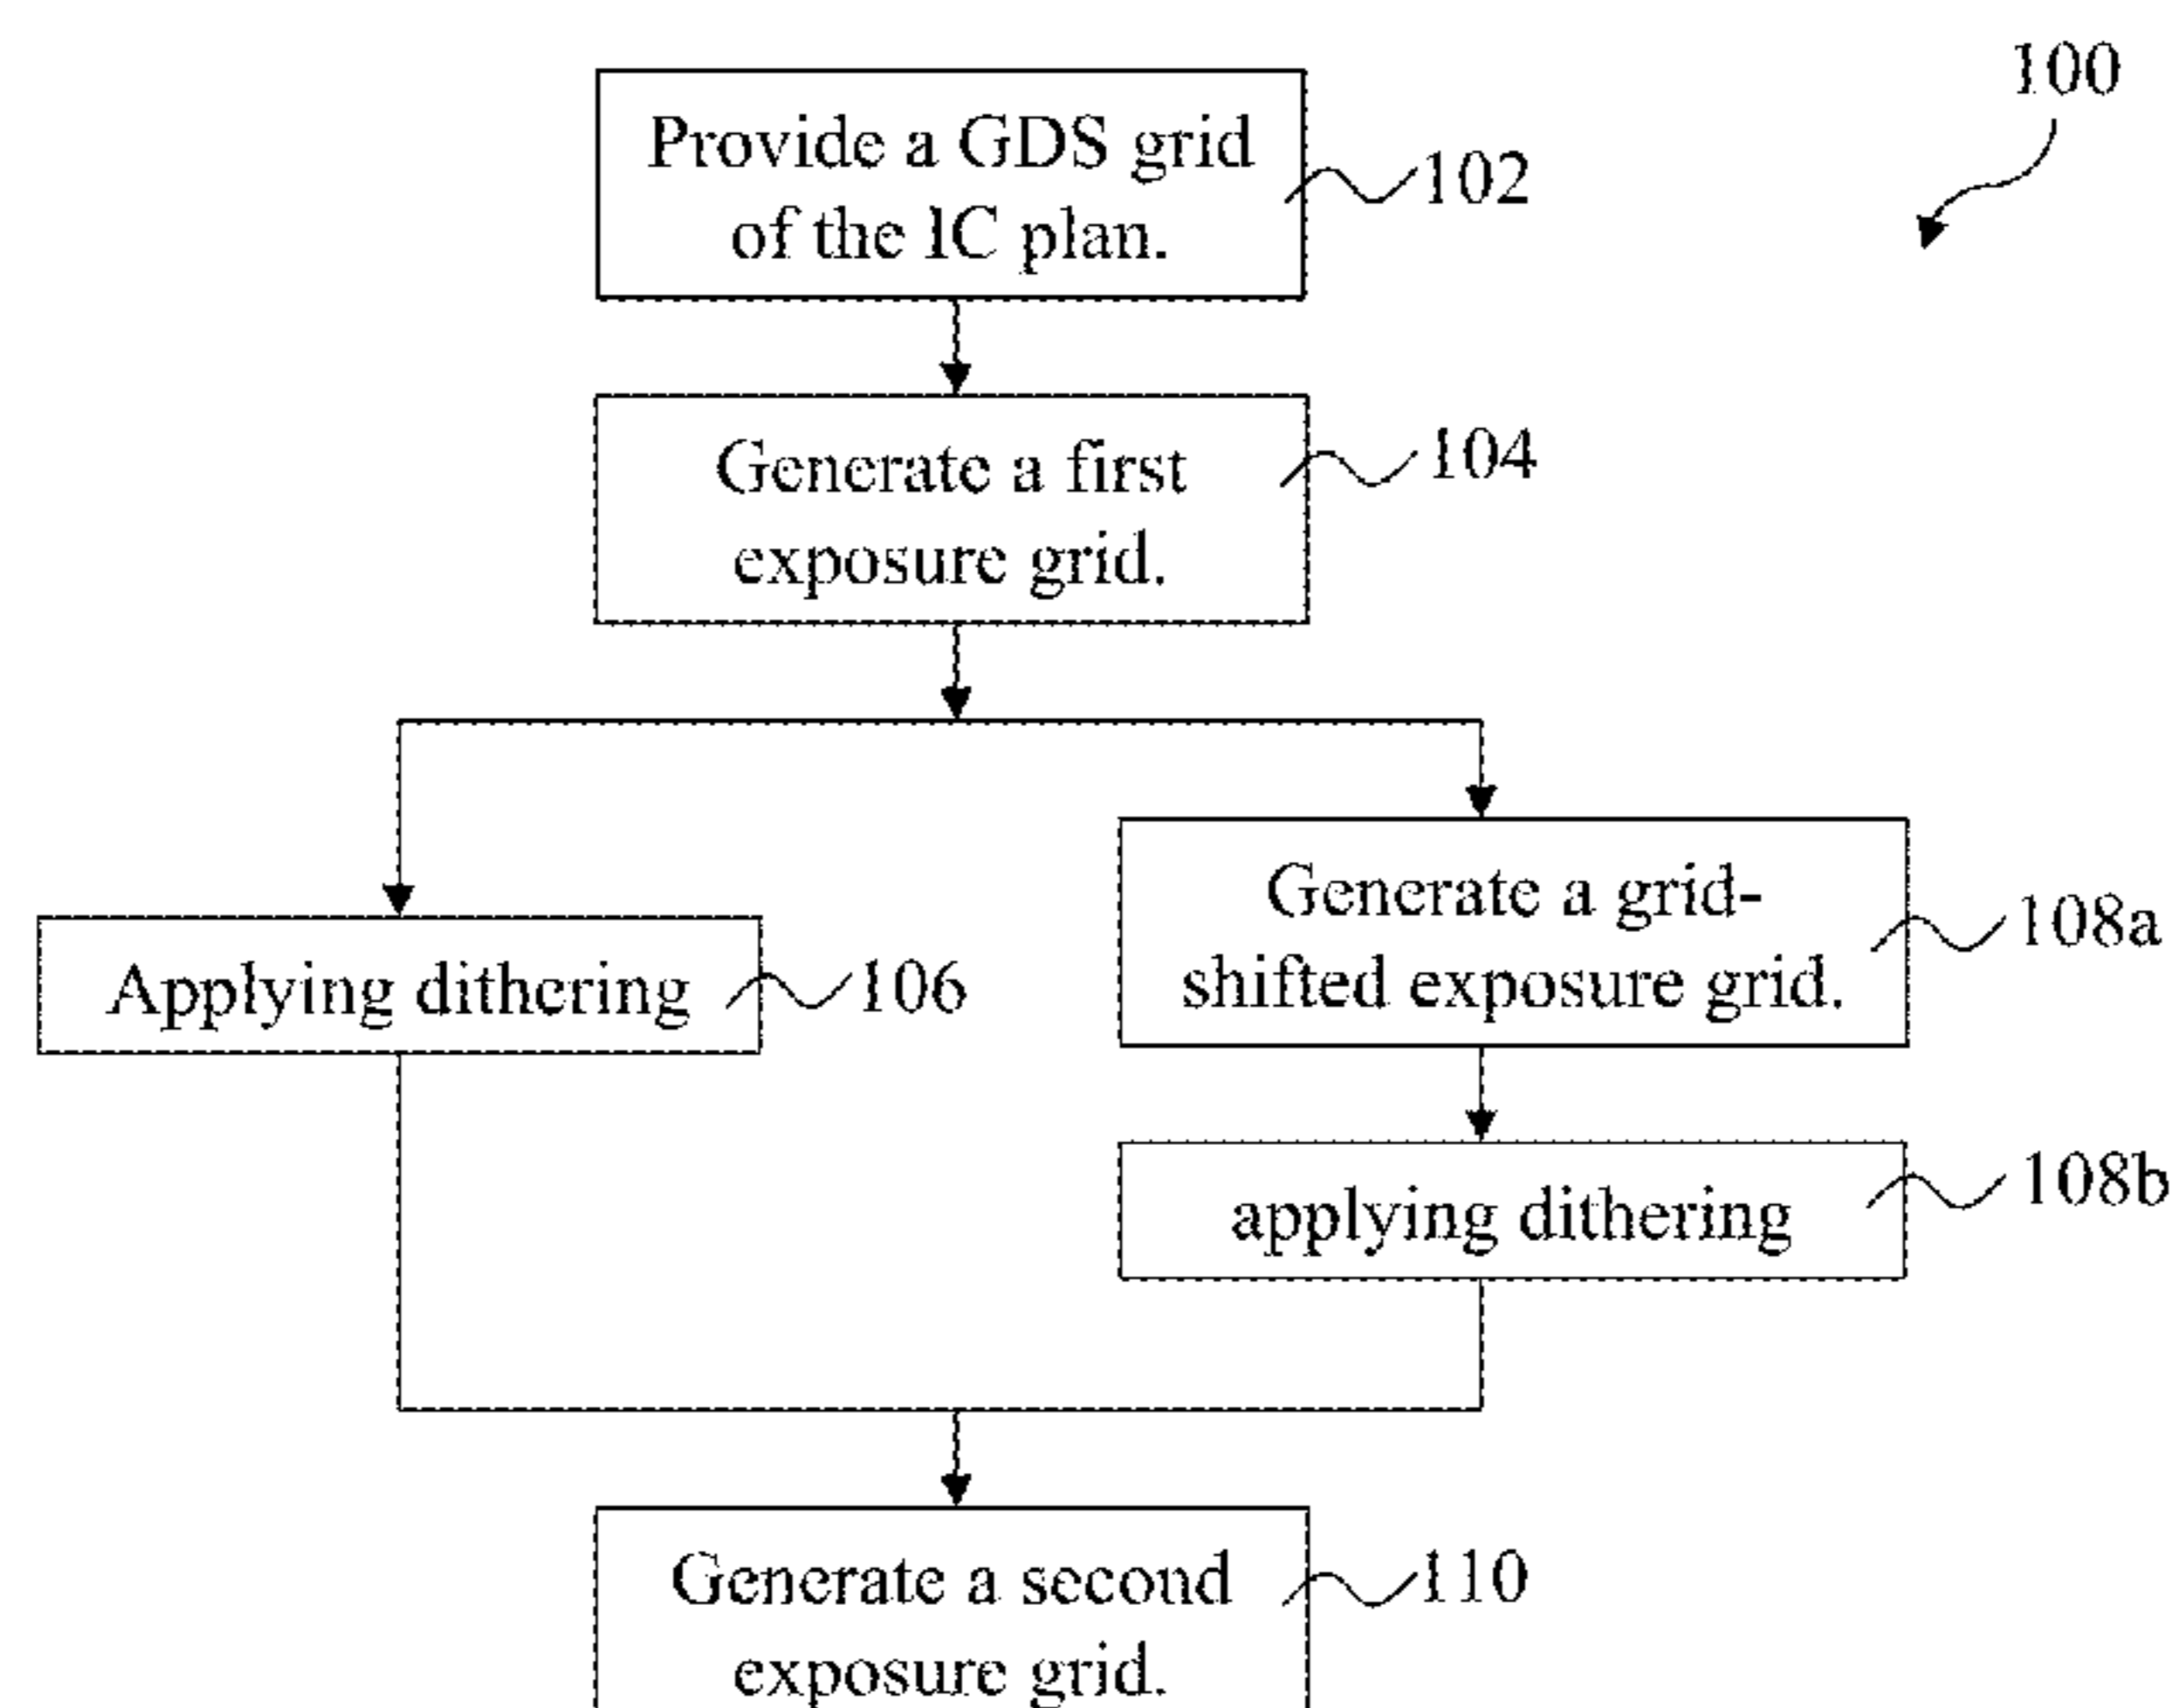 100
Provide a GDS grid
of the IC plan.
102
Generate a first
exposure grid.
104
Generate a grid-
shifted exposure grid.
108a
Applying dithering
106
applying dithering
108b
Generate a second
exposure grid.
110